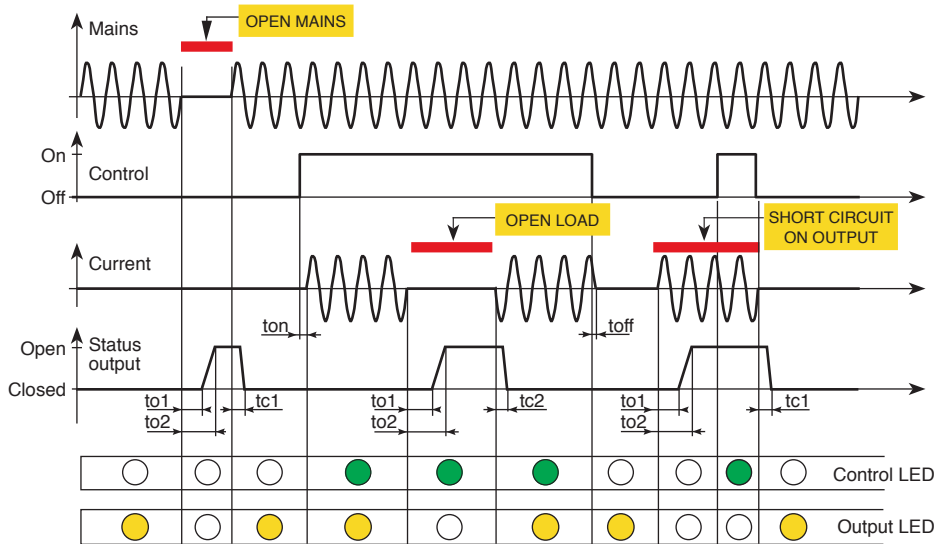 Mains
OPEN MAINS
On
Control
Off
OPEN LOAD
SHORT CIRCUIT
ON OUTPUT
Current
ton
toff
Open
Status
output
Closed
to1
tc1
to1
tc2
to1
tc1
to2
to2
to2
Control LED
Output LED